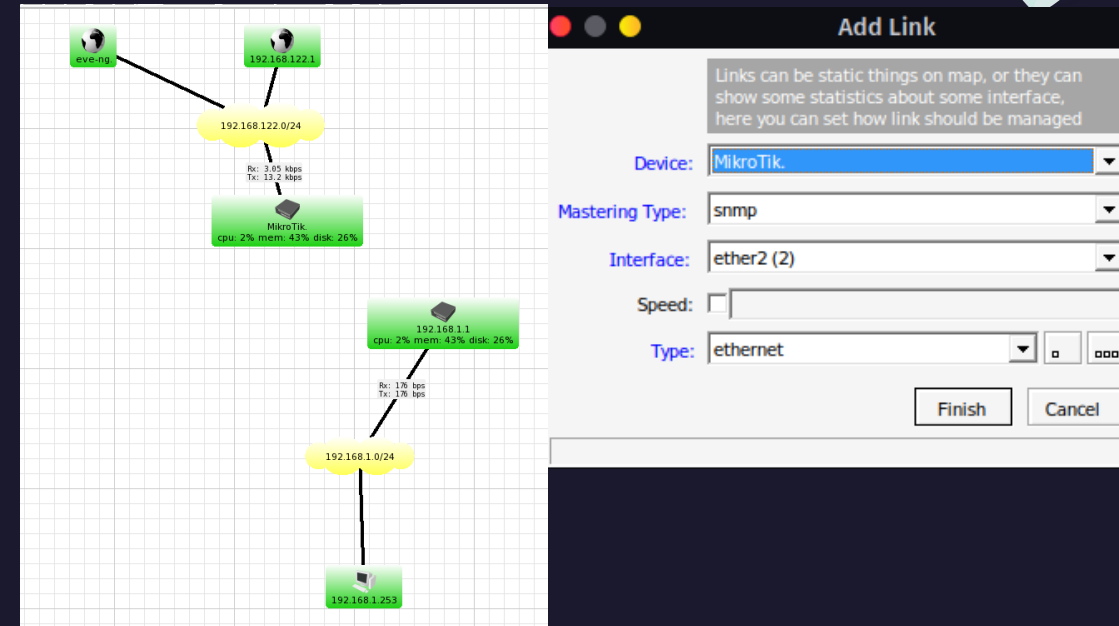 eve-ng.
192.168.122.1
192.168.122.0/24
Rx: 3.05 kbps
Tx: 13.2 kbps
MikroTik.
cpu: 2% mem: 43% disk: 26%
192.168.1.1
cpu: 2% mem: 43% disk: 26%
Rx: 176 bps
Tx: 176 bps
192.168.1.0/24
192.168.1.253
Add Link
Links can be static things on map, or they can
show some statistics about some interface,
here you can set how link should be managed
Device: MikroTik.
Mastering Type: snmp
Interface: ether2 (2)
Speed:
Type: ethernet
Finish Cancel